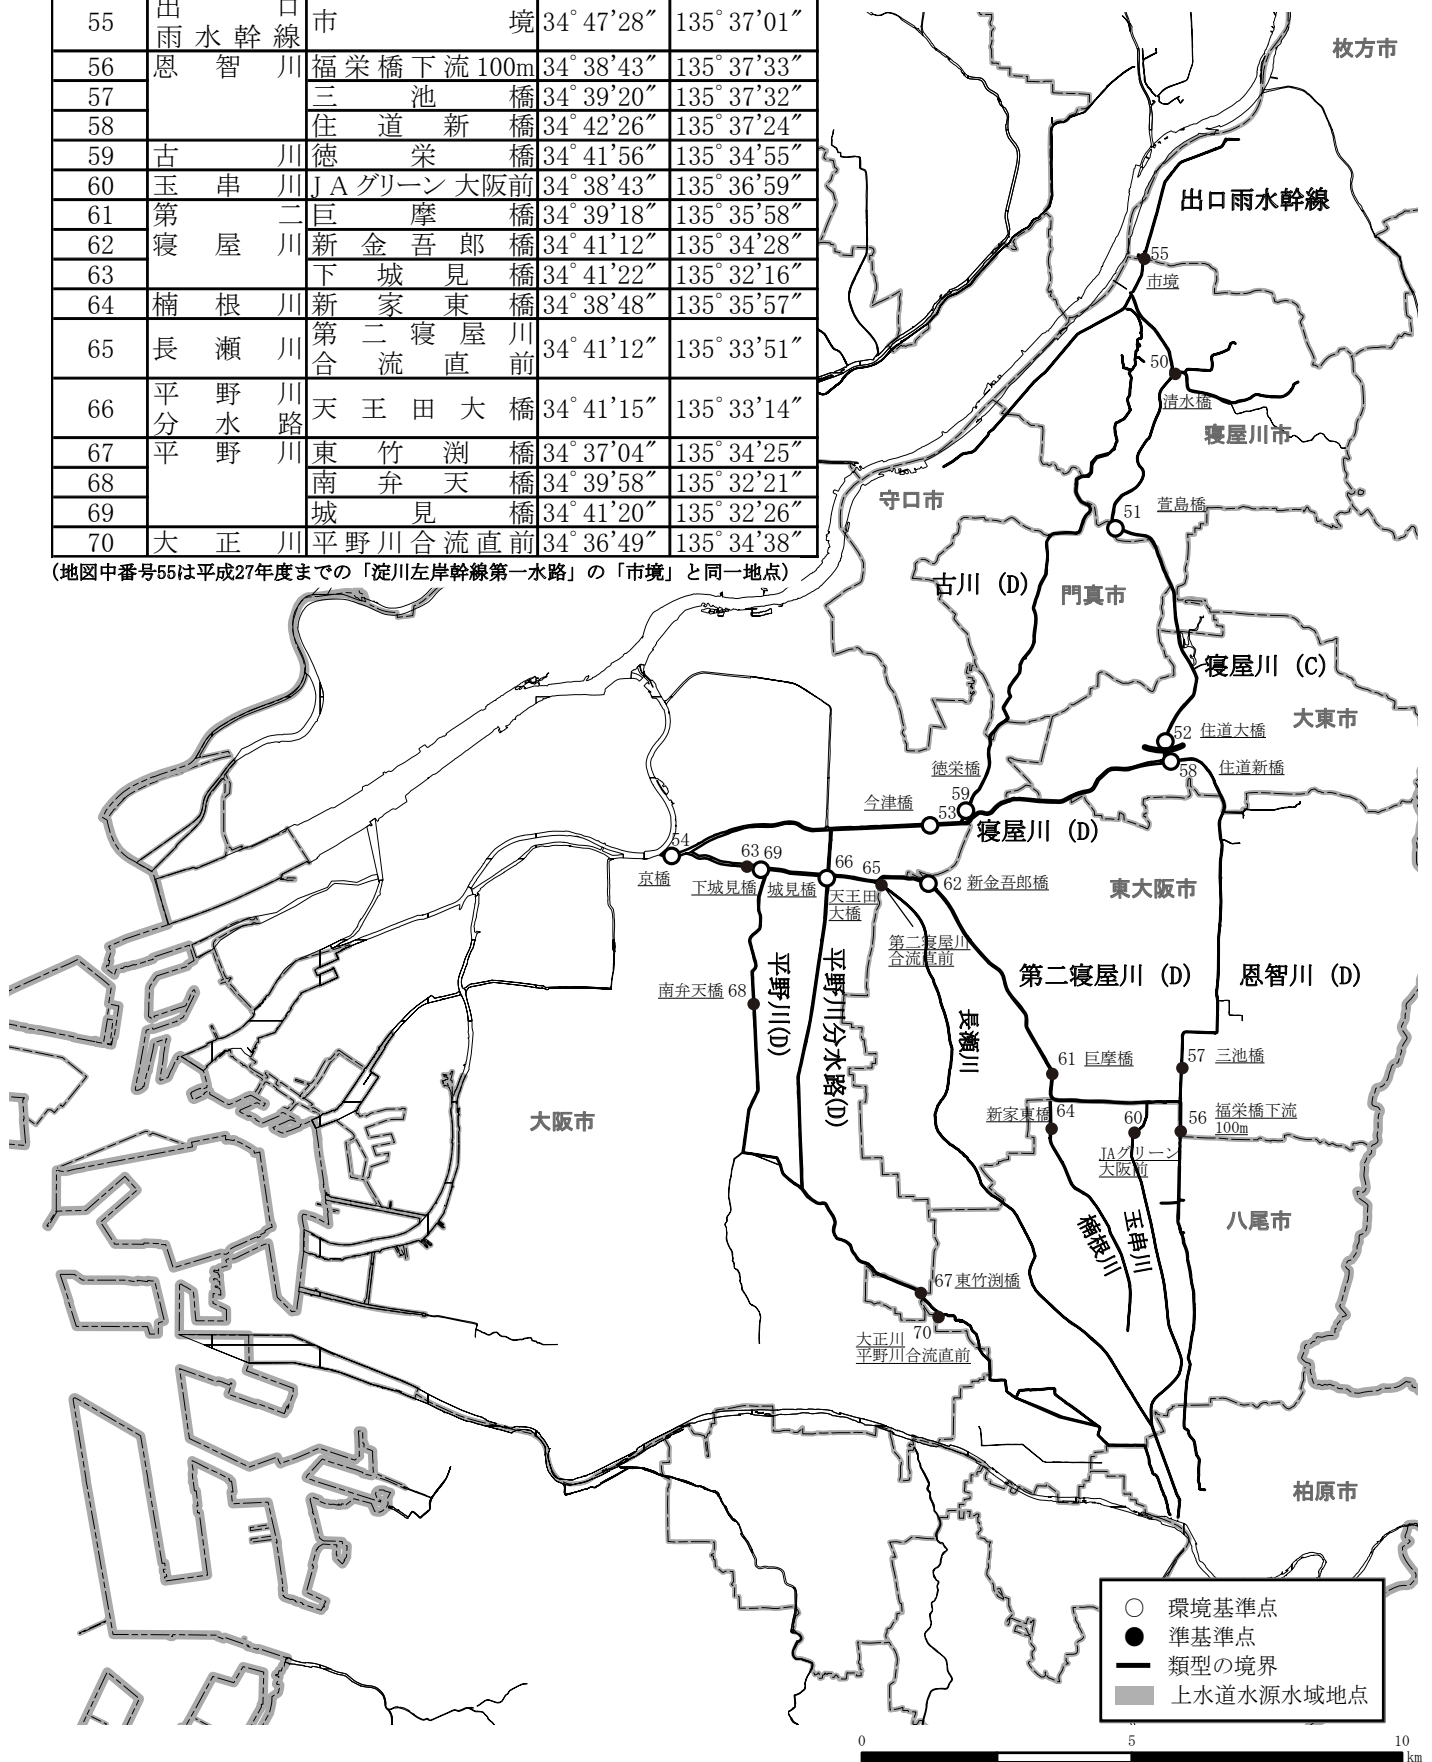 55 出口 市境 34°47’28” 135°37’01”
雨水幹線
56 恩智川 福栄橋下流100m 34°38’43” 135°37’33”
57 三池橋 34°39’20” 135°37’32”
58 住道新橋 34°42’26” 135°37’24”
59 古川 徳栄橋 34°41’56” 135°34’55”
60 玉串川 JAグリーン大阪前 34°38’43” 135°36’59”
61 第二 巨摩橋 34°39’18” 135°35’58”
62 寝屋川 新金吾郎橋 34°41’12” 135°34’28”
63 下城見橋 34°41’22” 135°32’16”
64 楠根川 新家東橋 34°38’48” 135°35’57”
65 長瀬川 第二寝屋川 34°41’12” 135°33’51”
合流直前
66 平野川 天王田大橋 34°41’15” 135°33’14”
分水路
67 平野川 東竹渕橋 34°37’04” 135°34’25”
68 南弁天橋 34°39’58” 135°32’21”
69 城見橋 34°41’20” 135°32’26”
70 大正川 平野川合流直前 34°36’49” 135°34’38”
(地図中番号55は平成27年度までの「淀川左岸幹線第一水路」の「市境」と同一地点)
枚方市
出口雨水幹線
55
市境
50
清水橋
寝屋川市
守口市
51 萱島橋
古川 (D)
門真市
寝屋川 (C)
大東市
52 住道大橋
58 住道新橋
徳栄橋
59
今津橋
53
寝屋川 (D)
54
京橋
63 69
下城見橋 城見橋
66
天王田
大橋
65
62 新金吾郎橋
東大阪市
第二寝屋川
合流直前
第二寝屋川 (D)
恩智川 (D)
南弁天橋 68
平野川(D)
平野川分水路(D)
長瀬川
61 巨摩橋
57 三池橋
新家東橋 64
60
JAグリーン
大阪前
56 福栄橋下流
100m
大阪市
八尾市
楠根川
玉串川
67 東竹渕橋
70
大正川
平野川合流直前
柏原市
○ 環境基準点
● 準基準点
類型の境界
上水道水源水域地点
0 5 10
km